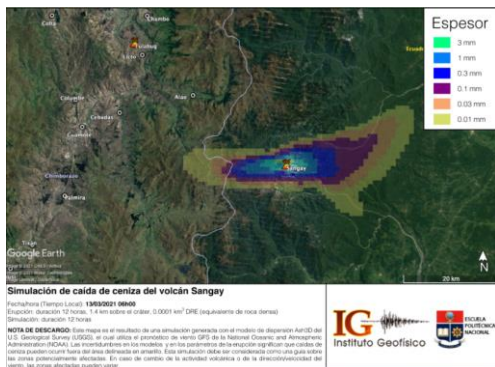 Espesor
3 mm
1 mm
0.3 mm
0.1 mm
0.03 mm
0.01 mm
Chambo
Licto
Alao
Cebadas
Palmira
Sangay
Google Earth
N
20 km
Simulación de caída de ceniza del volcán Sangay
Fecha/hora (Tiempo Local): 13/03/2021 06h00
Erupción: duración 12 horas, 1.4 km sobre el cráter, 0.0001 km³ DRE (equivalente de roca densa)
Simulación: duración 12 horas
NOTA DE DESCARGO: Este mapa es el resultado de una simulación generada con el modelo de dispersión Ash3D del
U.S. Geological Survey (USGS), el cual utiliza el pronóstico de viento GFS de la National Oceanic and Atmospheric
Administration (NOAA). Las incertidumbres en los modelos y en los parámetros de la erupción significan que caídas de
ceniza pueden ocurrir fuera del área delineada en amarillo. Esta simulación debe ser considerada como una guía sobre
las zonas potencialmente afectadas. En caso de cambio de la actividad volcánica o de la dirección/velocidad del
viento, las zonas afectadas pueden variar.
IG
Instituto Geofísico
ESCUELA
POLITÉCNICA
NACIONAL